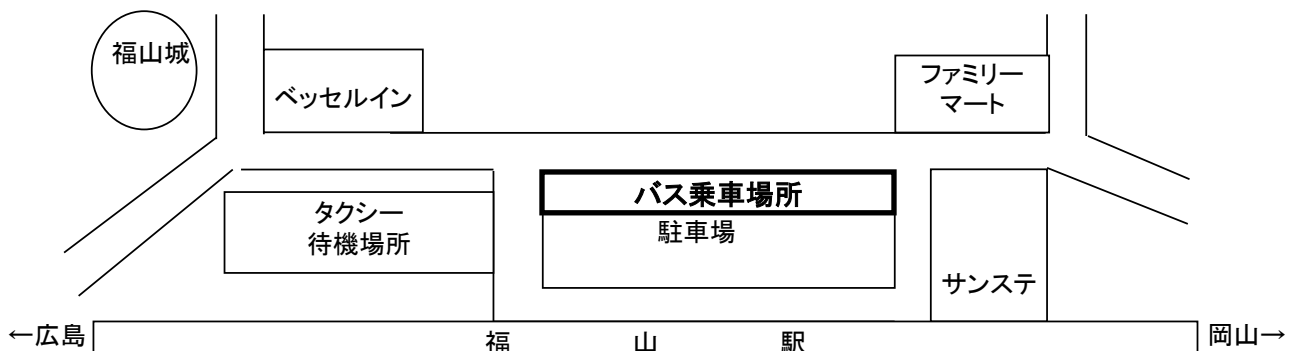 福山城
ベッセルイン
ファミリー
マート
バス乗車場所
タクシー
待機場所
駐車場
サンステ
←広島
福山駅
岡山→